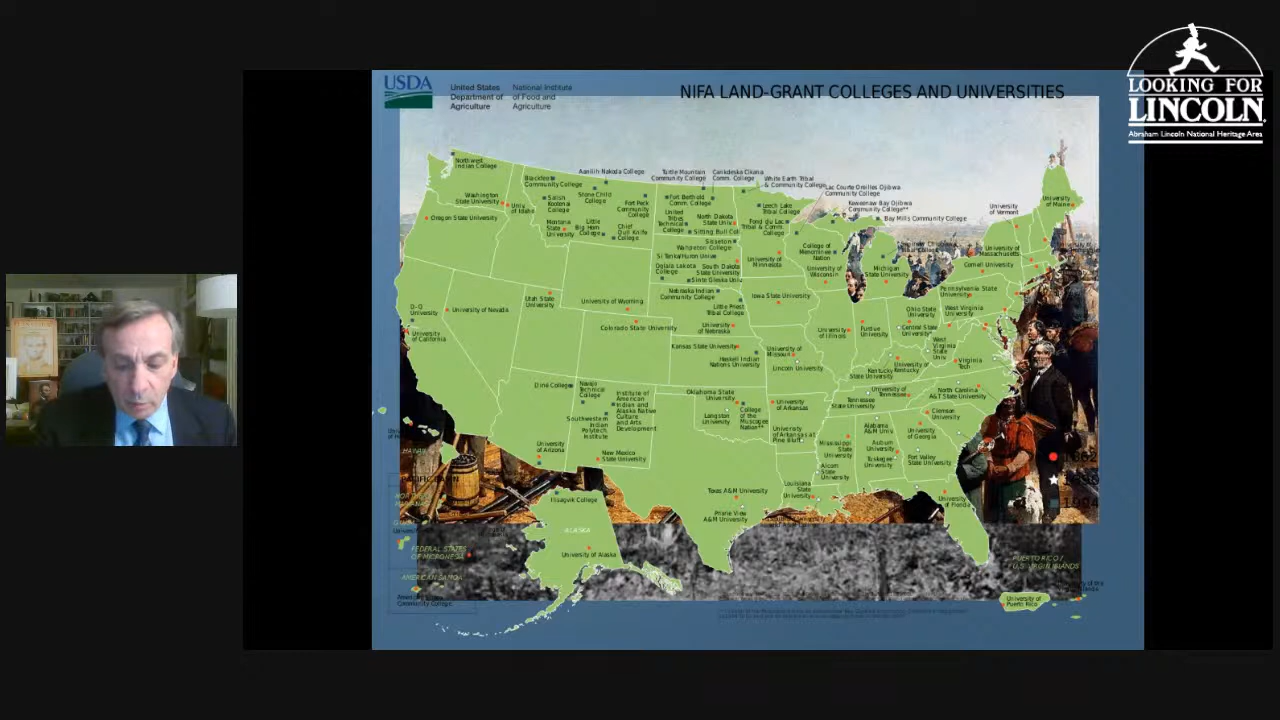 LOOKING FOR
LINCOLN
Abraham Lincoln National Heritage Area
USDA
United States
Department of
Agriculture
National Institute
of Food and
Agriculture
NIFA LAND-GRANT COLLEGES AND UNIVERSITIES
Northwest
Indian College
Washington
State University
Univ.
of Idaho
Oregon State University
Blackfeet
Community College
Aaniiih Nakoda College
Stone Child
College
Salish
Kootenai
College
Fort Peck
Community
College
Montana
State
University
Little
Big Horn
College
Chief
Dull Knife
College
Turtle Mountain
Community College
Cankdeska Cikana
Comm. College
White Earth Tribal
& Community College
Fort Berthold
Comm. College
United
Tribes
Technical
College
North Dakota
State Univ.
Sitting Bull Col.
Sisseton
Wahpeton College
Si Tanka/Huron Univ.
Oglala Lakota
College
South Dakota
State University
Sinte Gleska Univ.
Leech Lake
Tribal College
Fond du Lac
Tribal & Comm.
College
Lac Courte Oreilles Ojibwa
Community College
Keweenaw Bay Ojibwa
Community College**
Bay Mills Community College
College of
Menominee
Nation
University of
Minnesota
University of
Wisconsin
Michigan
State
University
University
of Vermont
University
of Maine
University of
Massachusetts
Cornell University
Pennsylvania State
University
Nebraska Indian
Community College
Little Priest
Tribal College
Iowa State University
University of
Nebraska
D-Q
University
University
of California
University of Nevada
Utah State
University
University of Wyoming
Colorado State University
Kansas State University
Haskell Indian
Nations University
University of
Missouri
Lincoln University
University
of Illinois
Purdue
University
Ohio State
University
Central State
University
West Virginia
University
West
Virginia
State
Univ.
Virginia
Tech
University of
Kentucky
Kentucky
State University
University of
Tennessee
Tennessee
State University
North Carolina
A&T State University
Clemson
University
University
of Georgia
Fort Valley
State University
Alabama
A&M Univ.
Auburn
University
Tuskegee
University
Mississippi
State
University
Alcorn
State
University
Louisiana
State
University
University
of Arkansas
University
of Arkansas at
Pine Bluff
Oklahoma State
University
Langston
University
College
of the
Muscogee
Nation**
Diné College
Navajo
Technical
College
Institute of
American
Indian and
Alaska Native
Culture
and Arts
Development
Southwestern
Indian
Polytech.
Institute
University
of Arizona
New Mexico
State University
Texas A&M University
Prairie View
A&M University
University
of Florida
HAWAII
Ilisagvik College
ALASKA
University of Alaska
FEDERAL STATES
OF MICRONESIA
AMERICAN SAMOA
Community College
PUERTO RICO /
U.S. VIRGIN ISLANDS
University of
Puerto Rico